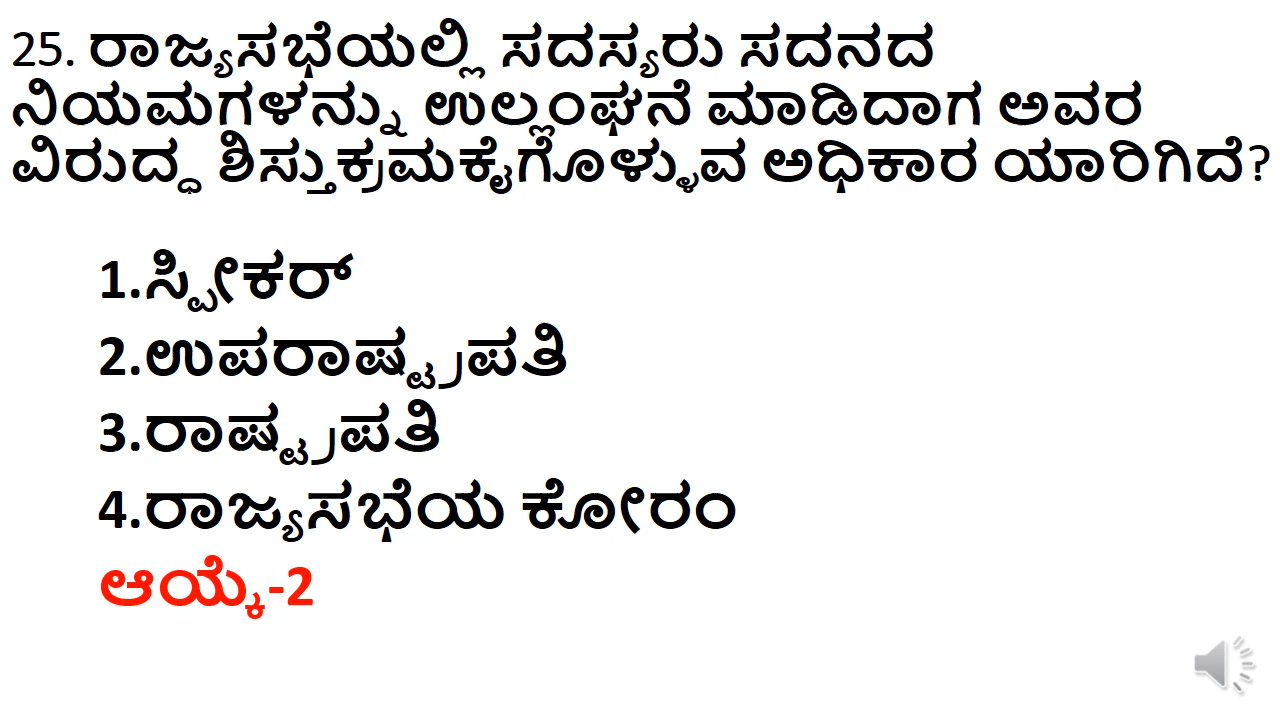 25. ರಾಜ್ಯಸಭೆಯಲ್ಲಿ ಸದಸ್ಯರು ಸದನದ
ನಿಯಮಗಳನ್ನು ಉಲ್ಲಂಘನೆ ಮಾಡಿದಾಗ ಅವರ
ವಿರುದ್ಧ ಶಿಸ್ತುಕ್ರಮಕೈಗೊಳ್ಳುವ ಅಧಿಕಾರ ಯಾರಿಗಿದೆ?
1.ಸ್ಪೀಕರ್
2.ಉಪರಾಷ್ಟ್ರಪತಿ
3.ರಾಷ್ಟ್ರಪತಿ
4.ರಾಜ್ಯಸಭೆಯ ಕೋರಂ
ಆಯ್ಕೆ-2